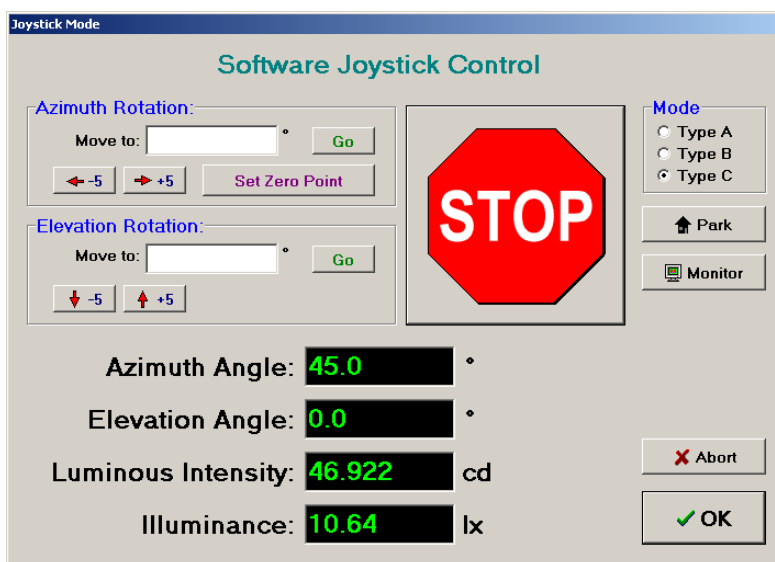 Joystick Mode
Software Joystick Control
Azimuth Rotation:
Move to: °
Go
-5
+5
Set Zero Point
Elevation Rotation:
Move to: °
Go
-5
+5
STOP
Mode
Type A
Type B
Type C
Park
Monitor
Azimuth Angle: 45.0 °
Elevation Angle: 0.0 °
Luminous Intensity: 46.922 cd
Illuminance: 10.64 lx
Abort
OK